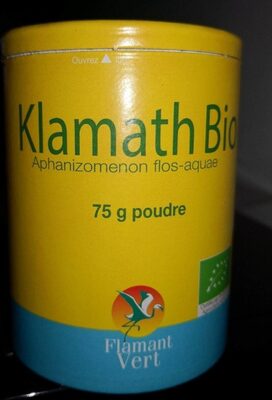 Ouvrez
Klamath Bio
Aphanizomenon flos-aquae
75 g poudre
Flamant
Vert